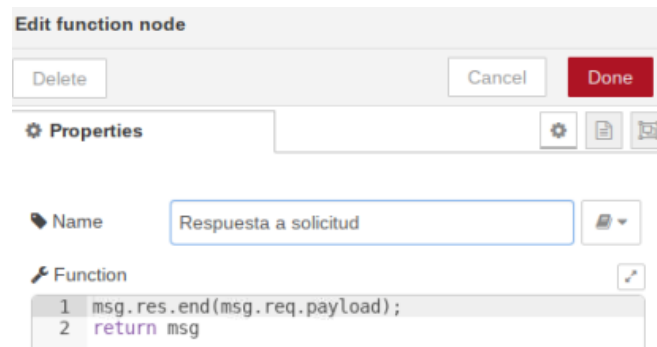 Edit function node
Delete Cancel Done
Properties
Name Respuesta a solicitud
Function
1 msg.res.end(msg.req.payload);
2 return msg